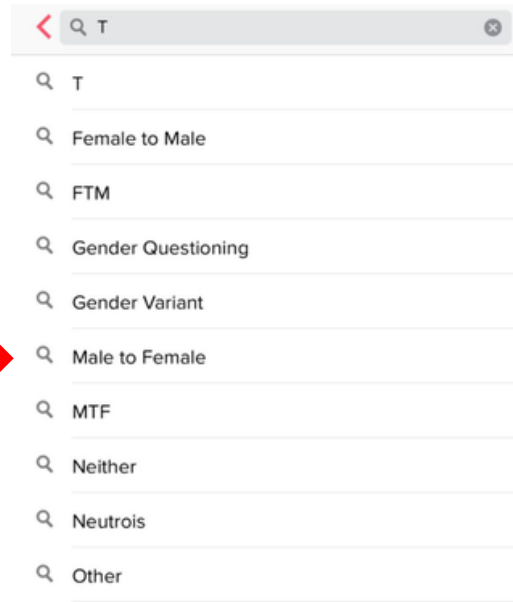 T
T
Female to Male
FTM
Gender Questioning
Gender Variant
Male to Female
MTF
Neither
Neutrois
Other